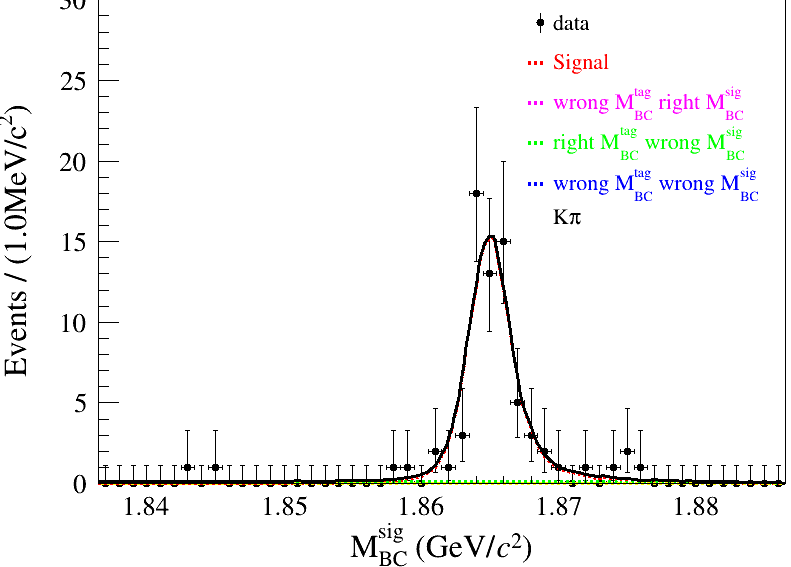 30
25
20
15
10
5
0
Events / (1.0MeV/c²)
data
Signal
wrong M_BC^tag right M_BC^sig
right M_BC^tag wrong M_BC^sig
wrong M_BC^tag wrong M_BC^sig
Kπ
1.84 1.85 1.86 1.87 1.88
M_BC^sig (GeV/c²)